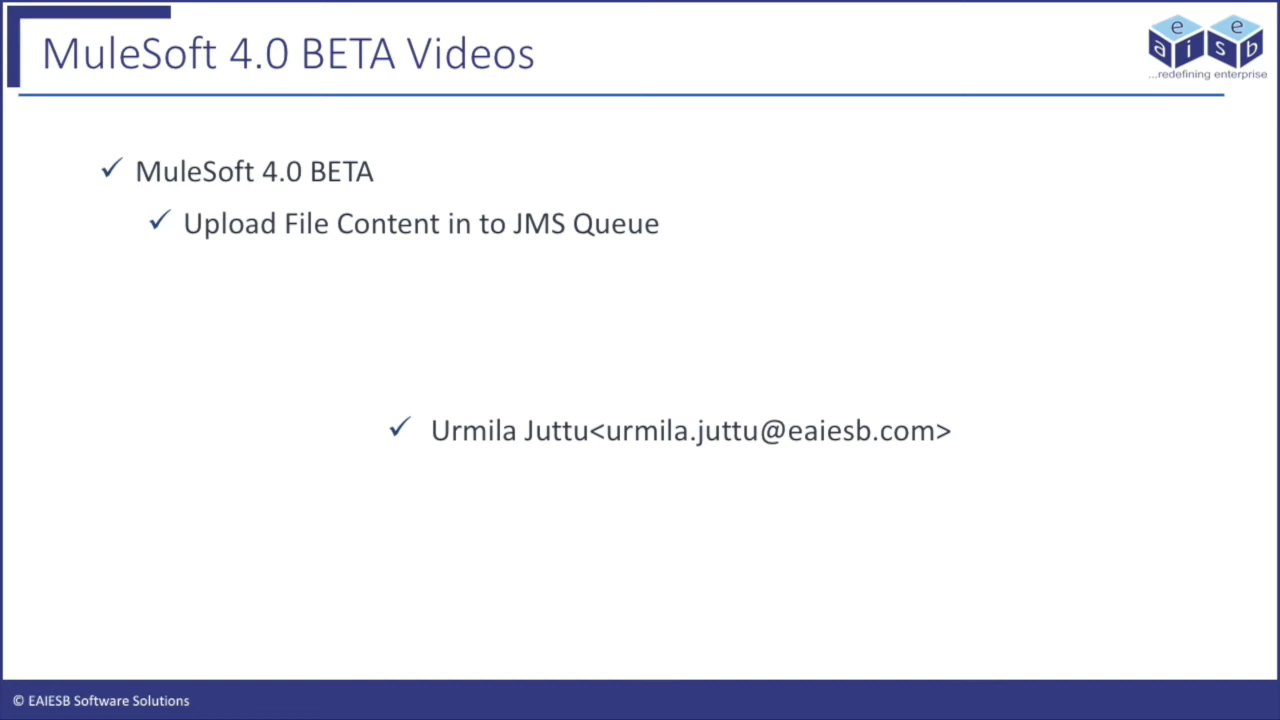 MuleSoft 4.0 BETA Videos
e e
a i s b
...redefining enterprise
✓ MuleSoft 4.0 BETA
✓ Upload File Content in to JMS Queue
✓ Urmila Juttu<urmila.juttu@eaiesb.com>
© EAIESB Software Solutions